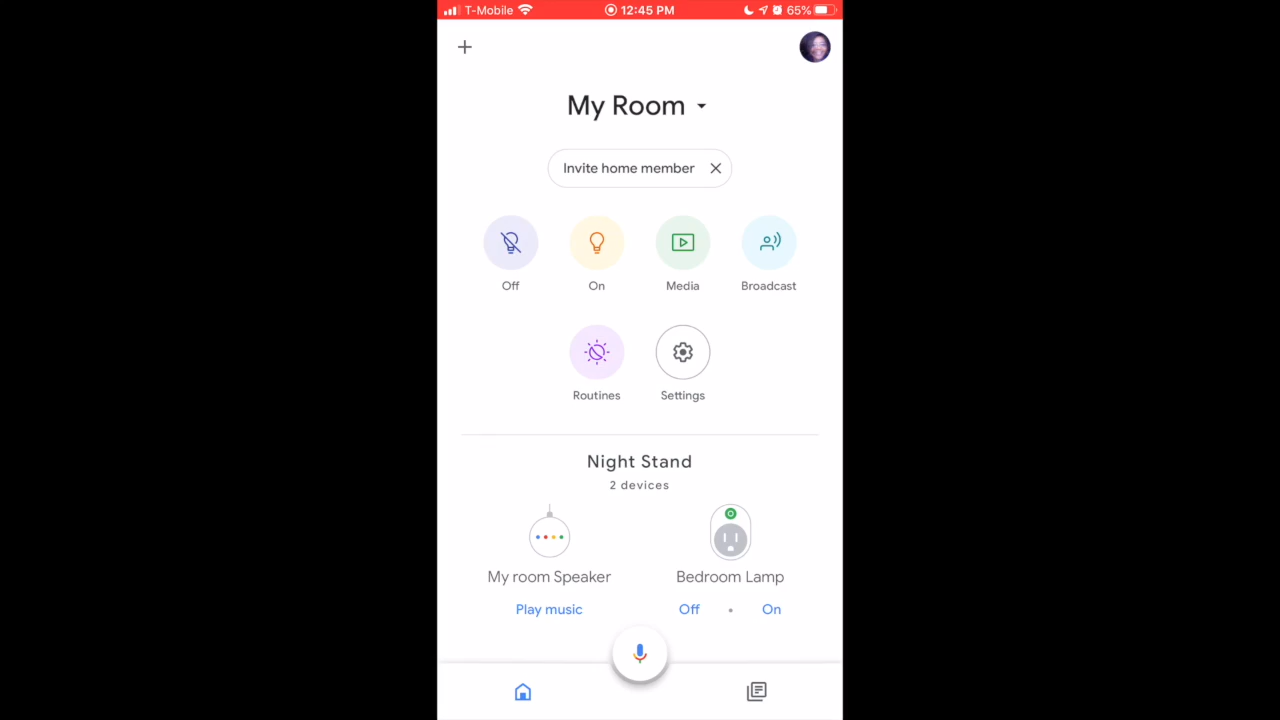 T-Mobile 12:45 PM 65%
My Room
Invite home member
Off On Media Broadcast
Routines Settings
Night Stand
2 devices
My room Speaker Bedroom Lamp
Play music Off • On